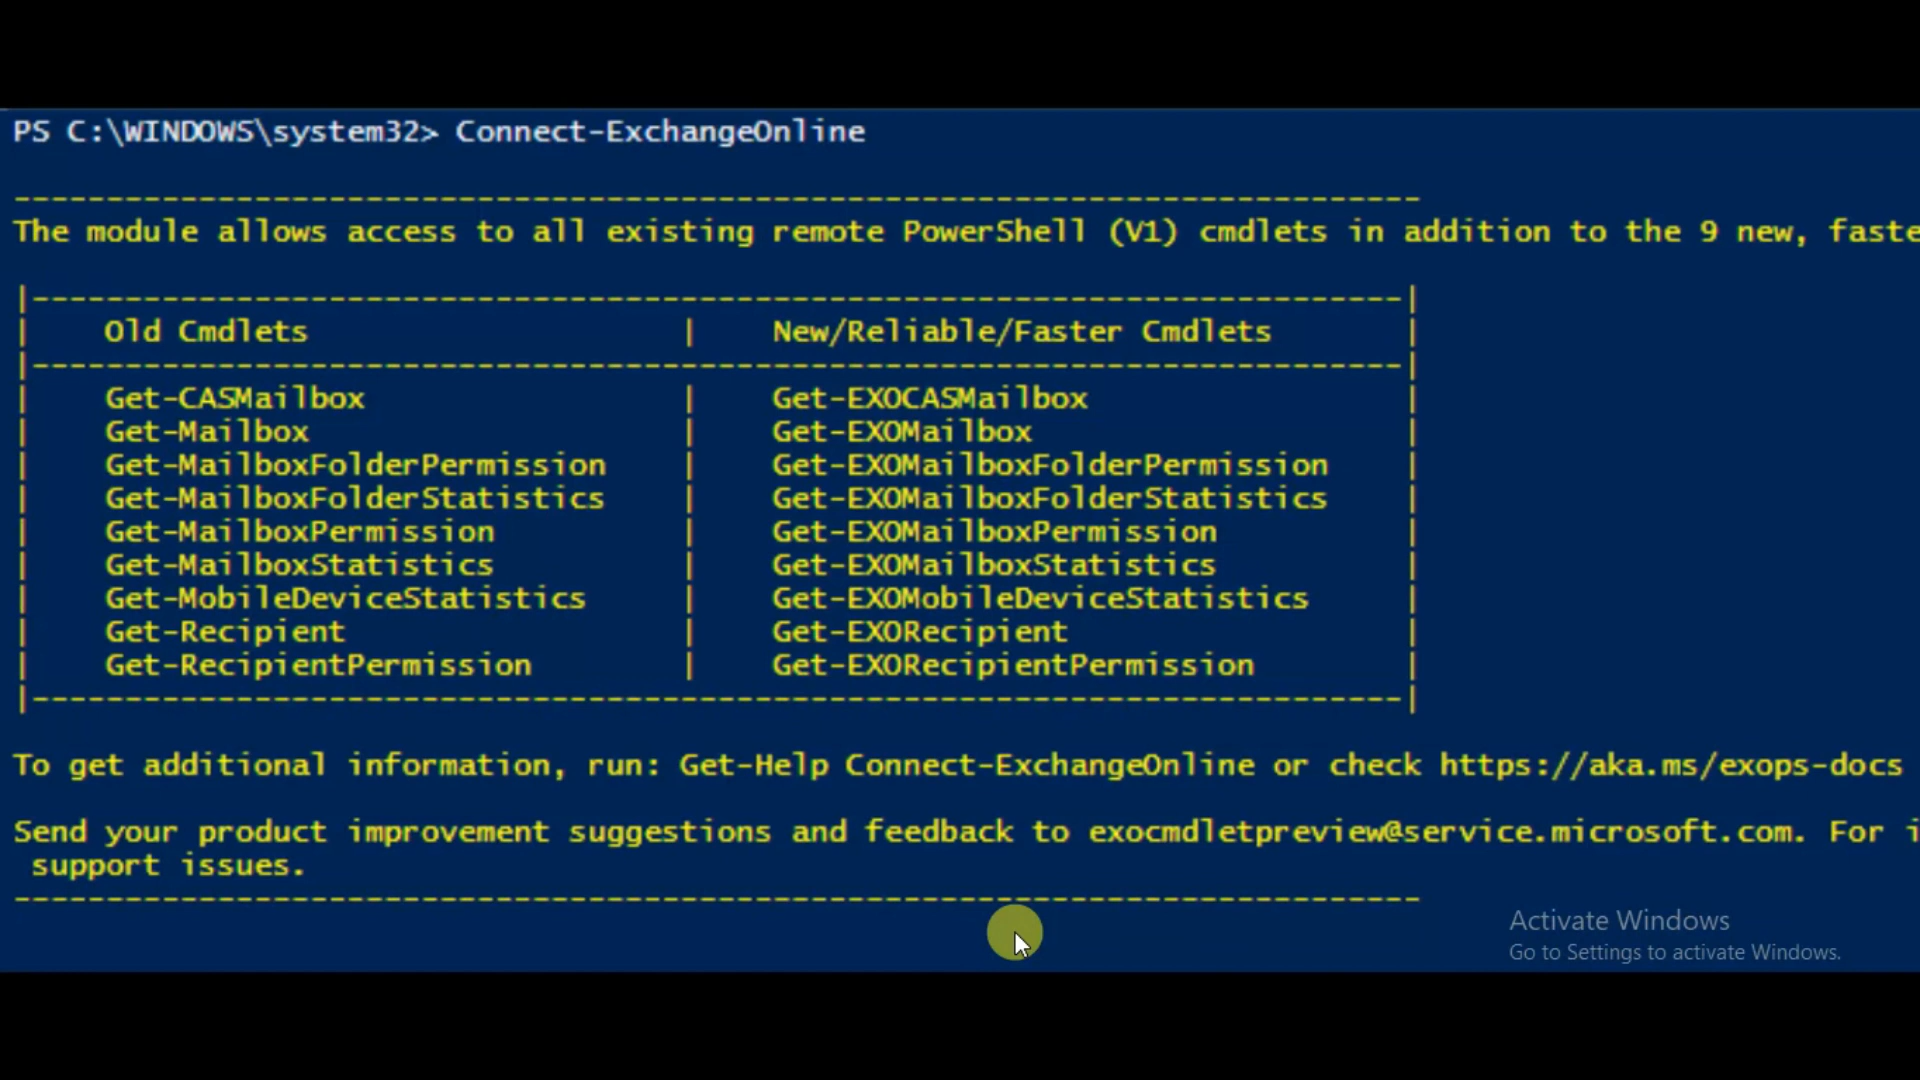 PS C:\WINDOWS\system32> Connect-ExchangeOnline
----------------------------------------------------------------------------
The module allows access to all existing remote PowerShell (V1) cmdlets in addition to the 9 new, faste
|--------------------------------------------------------------------------|
| Old Cmdlets | New/Reliable/Faster Cmdlets |
|--------------------------------------------------------------------------|
| Get-CASMailbox | Get-EXOCASMailbox |
| Get-Mailbox | Get-EXOMailbox |
| Get-MailboxFolderPermission | Get-EXOMailboxFolderPermission |
| Get-MailboxFolderStatistics | Get-EXOMailboxFolderStatistics |
| Get-MailboxPermission | Get-EXOMailboxPermission |
| Get-MailboxStatistics | Get-EXOMailboxStatistics |
| Get-MobileDeviceStatistics | Get-EXOMobileDeviceStatistics |
| Get-Recipient | Get-EXORecipient |
| Get-RecipientPermission | Get-EXORecipientPermission |
|--------------------------------------------------------------------------|
To get additional information, run: Get-Help Connect-ExchangeOnline or check https://aka.ms/exops-docs
Send your product improvement suggestions and feedback to exocmdletpreview@service.microsoft.com. For i
support issues.
----------------------------------------------------------------------------
Activate Windows
Go to Settings to activate Windows.